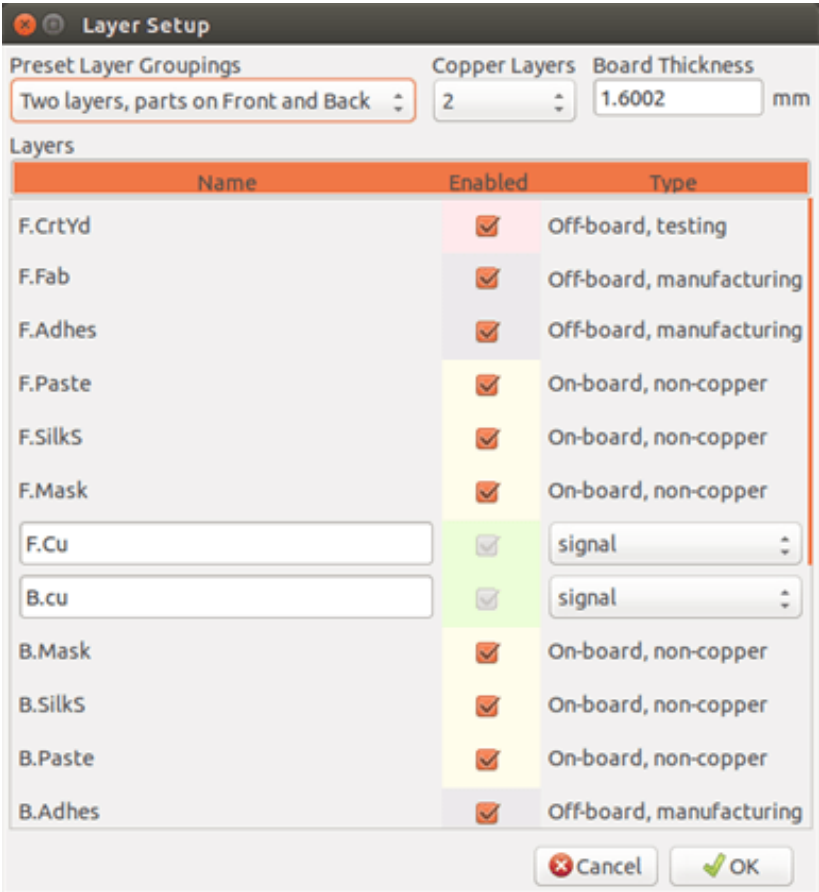 Layer Setup
Preset Layer Groupings Copper Layers Board Thickness
Two layers, parts on Front and Back 2 1.6002 mm
Layers
Name Enabled Type
F.CrtYd Off-board, testing
F.Fab Off-board, manufacturing
F.Adhes Off-board, manufacturing
F.Paste On-board, non-copper
F.SilkS On-board, non-copper
F.Mask On-board, non-copper
F.Cu signal
B.cu signal
B.Mask On-board, non-copper
B.SilkS On-board, non-copper
B.Paste On-board, non-copper
B.Adhes Off-board, manufacturing
Cancel OK